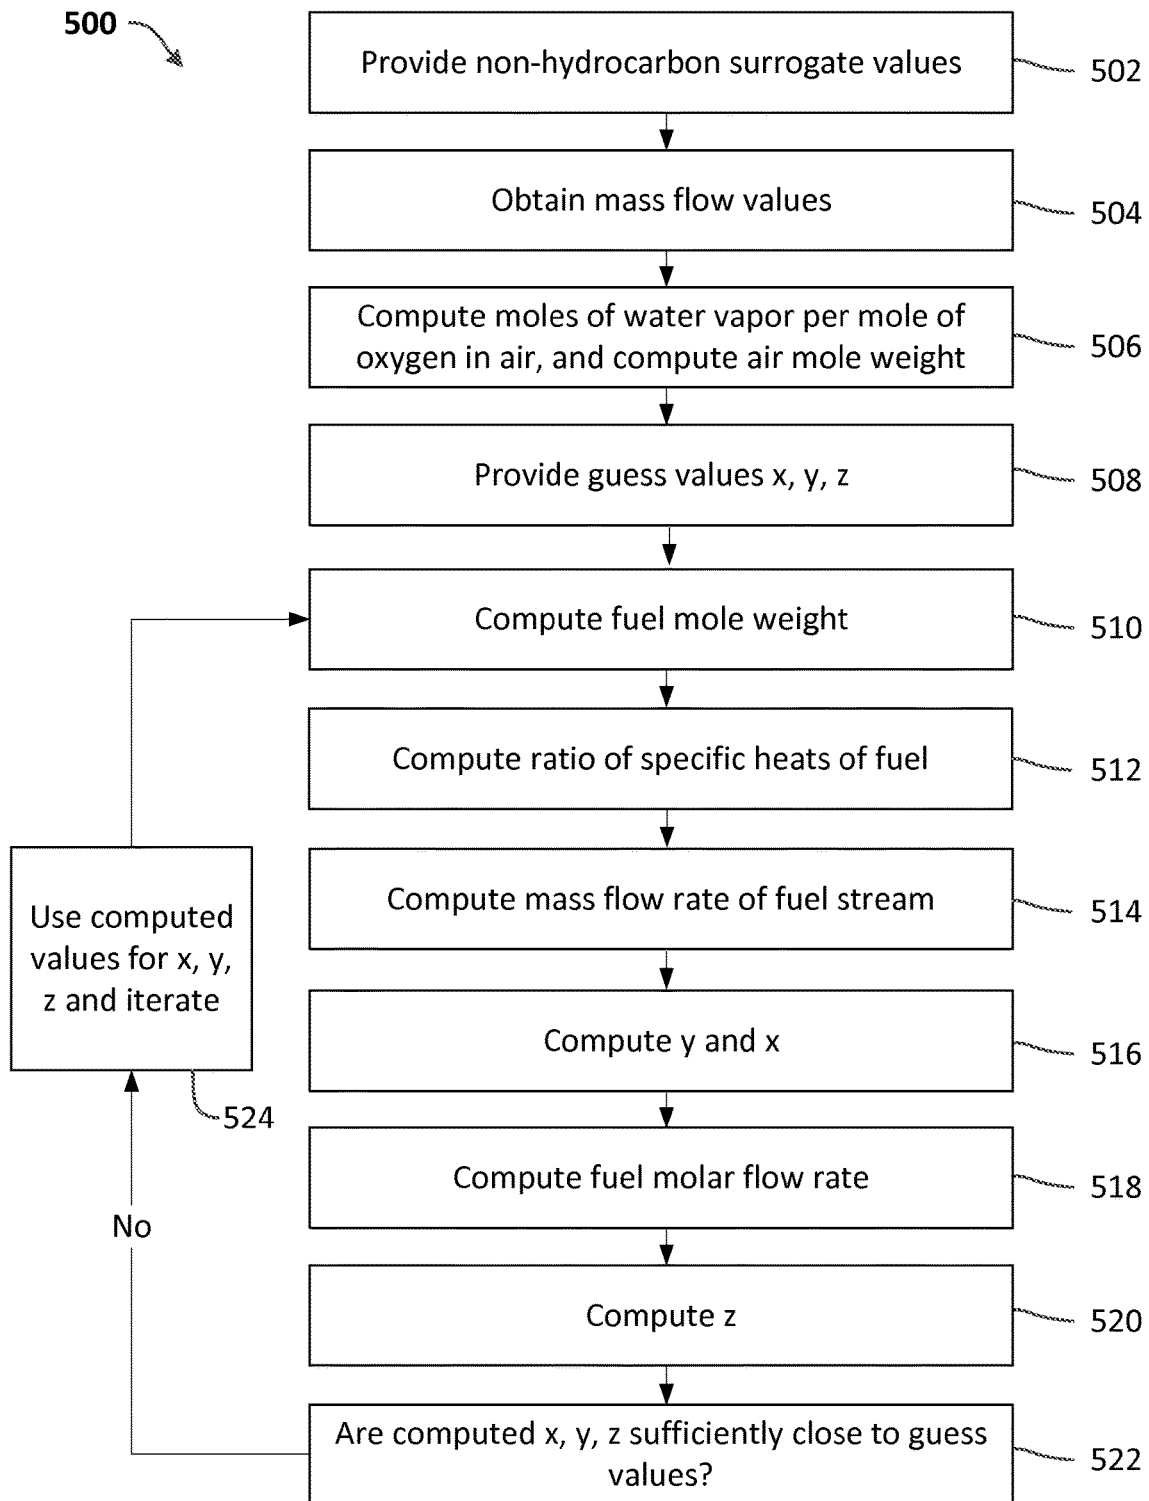 500
Provide non-hydrocarbon surrogate values
502
Obtain mass flow values
504
Compute moles of water vapor per mole of
oxygen in air, and compute air mole weight
506
Provide guess values x, y, z
508
Compute fuel mole weight
510
Compute ratio of specific heats of fuel
512
Compute mass flow rate of fuel stream
514
Use computed
values for x, y,
z and iterate
524
Compute y and x
516
Compute fuel molar flow rate
518
No
Compute z
520
Are computed x, y, z sufficiently close to guess
values?
522